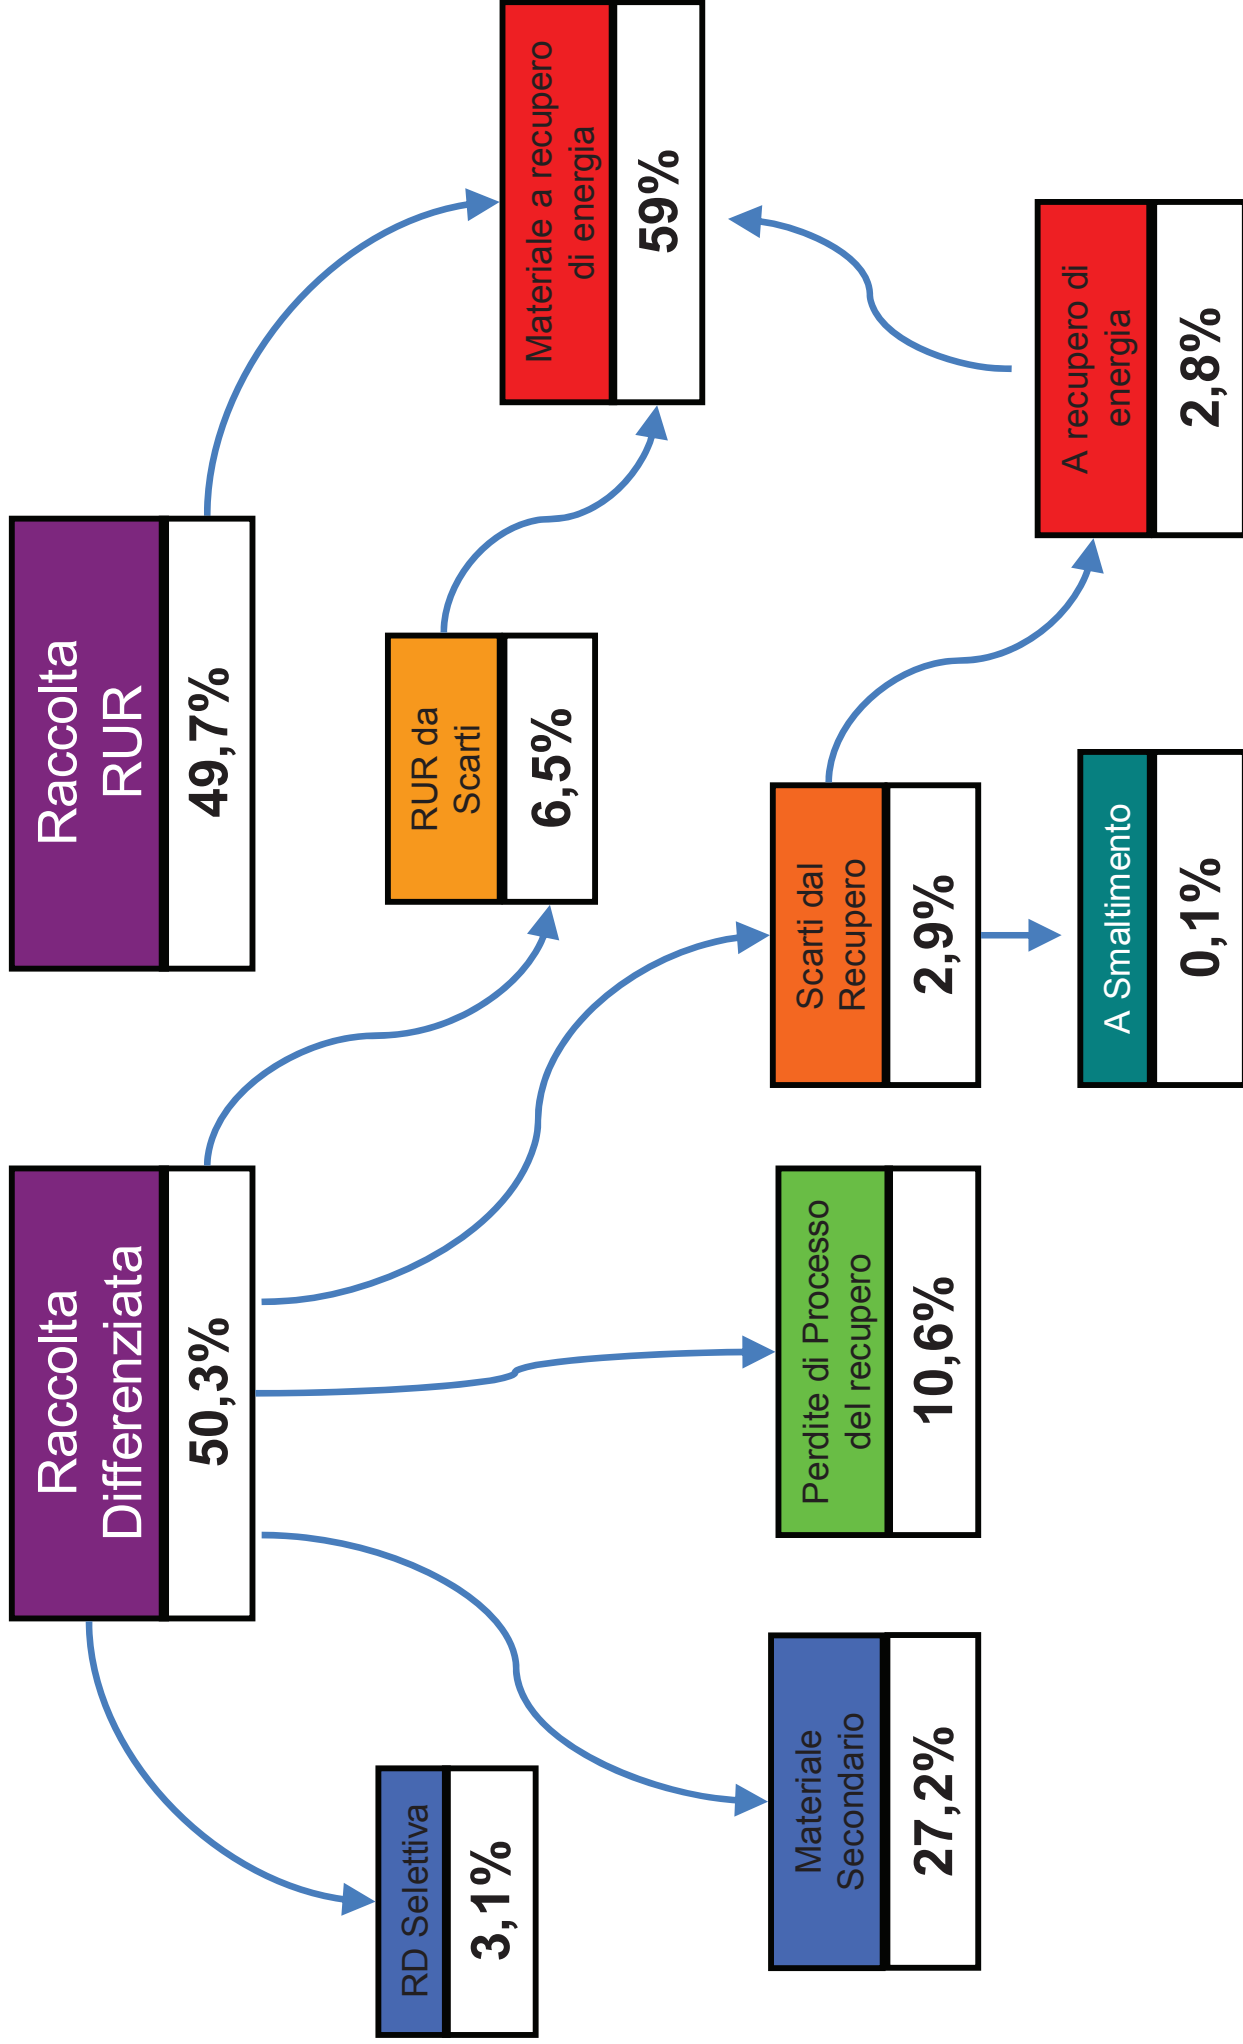 Raccolta
Differenziata
50,3%
Raccolta
RUR
49,7%
RD Selettiva
3,1%
RUR da
Scarti
6,5%
Materiale a recupero
di energia
59%
Materiale
Secondario
27,2%
Perdite di Processo
del recupero
10,6%
Scarti dal
Recupero
2,9%
A Smaltimento
0,1%
A recupero di
energia
2,8%